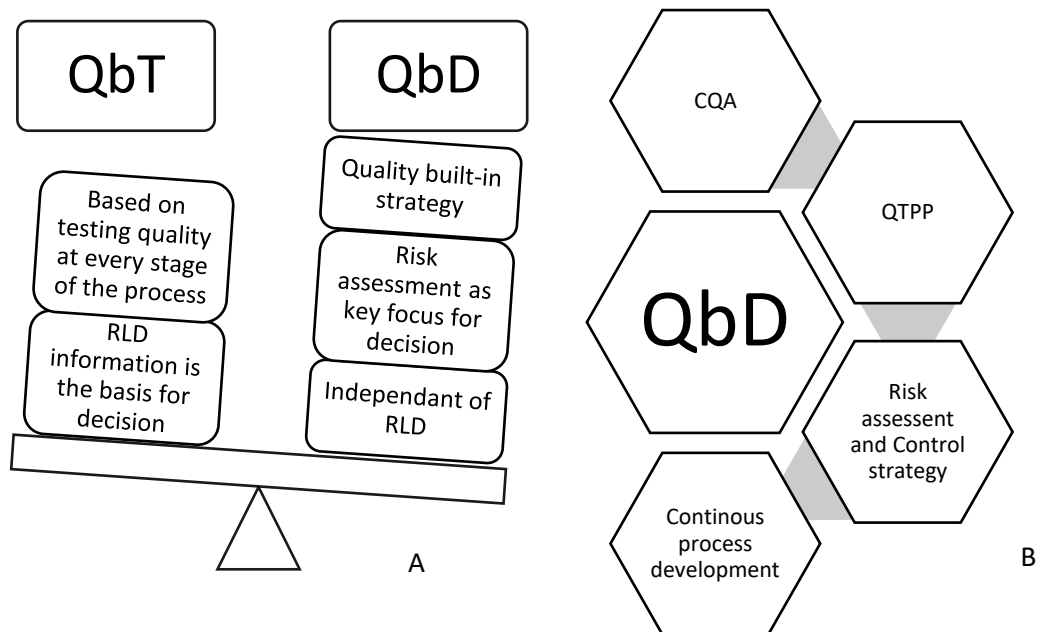 QbT
Based on
testing quality
at every stage
of the process
RLD
information is
the basis for
decision
QbD
Quality built-in
strategy
Risk
assessment as
key focus for
decision
Independant of
RLD
A
CQA
QTPP
QbD
Risk
assessent
and Control
strategy
Continous
process
development
B